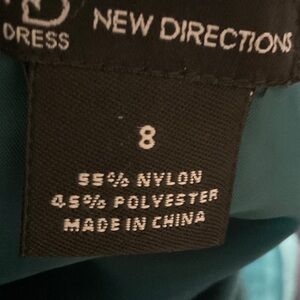 DRESS
NEW DIRECTIONS
8
55% NYLON
45% POLYESTER
MADE IN CHINA